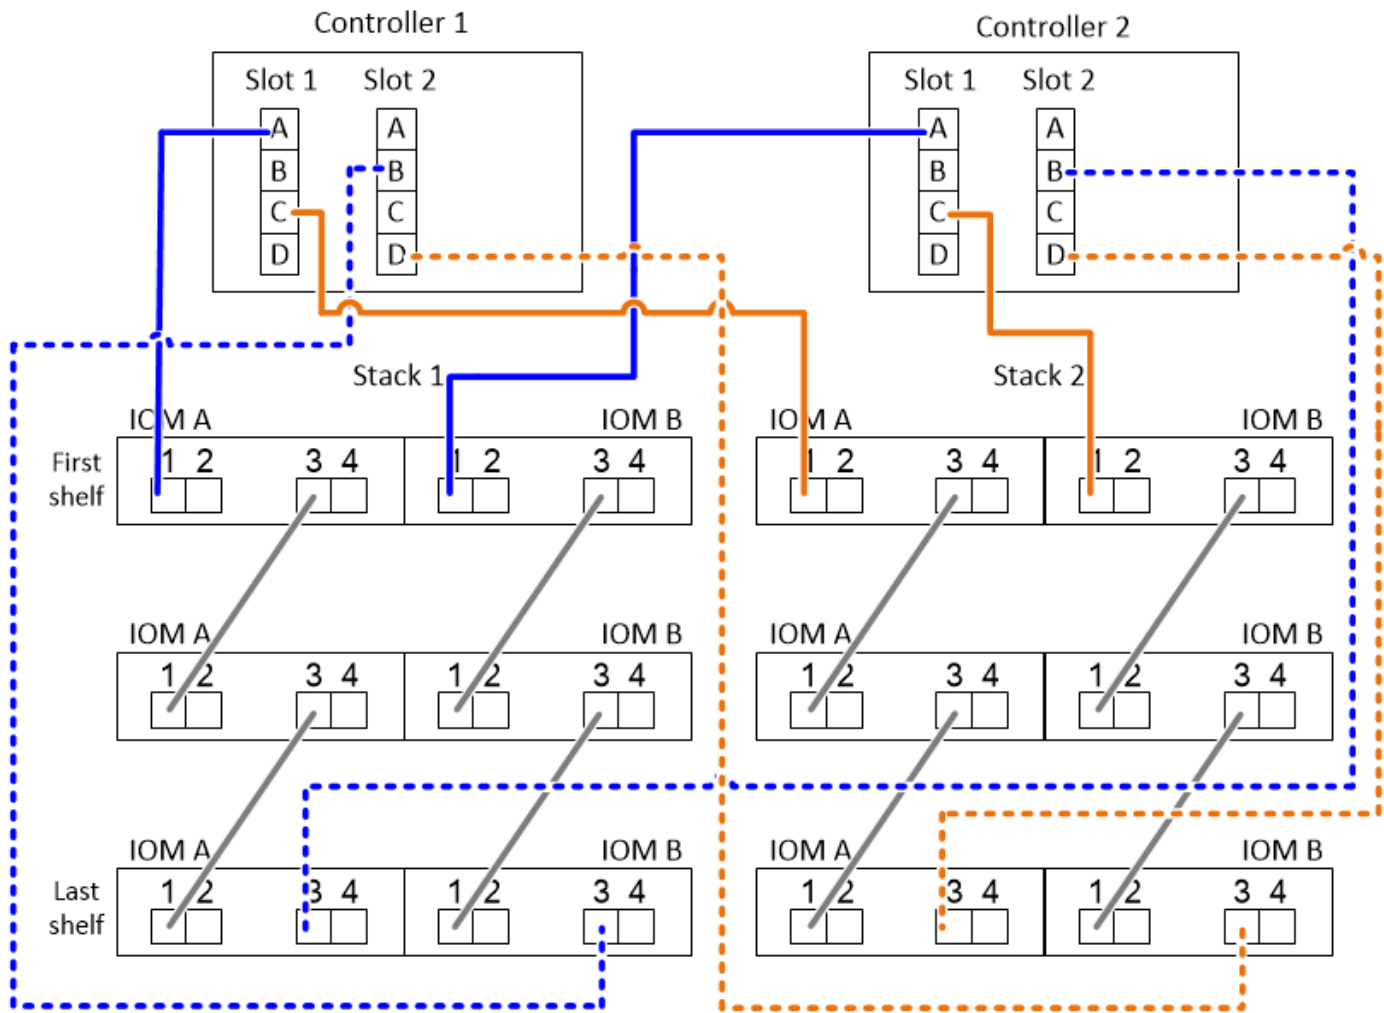 Controller 1
Controller 2
Slot 1 Slot 2
Slot 1 Slot 2
A A
B B
C C
D D
A A
B B
C C
D D
Stack 1
Stack 2
IOM A IOM B
IOM A IOM B
First
shelf
1 2 3 4 1 2 3 4
1 2 3 4 1 2 3 4
IOM A IOM B
IOM A IOM B
1 2 3 4 1 2 3 4
1 2 3 4 1 2 3 4
IOM A IOM B
IOM A IOM B
Last
shelf
1 2 3 4 1 2 3 4
1 2 3 4 1 2 3 4